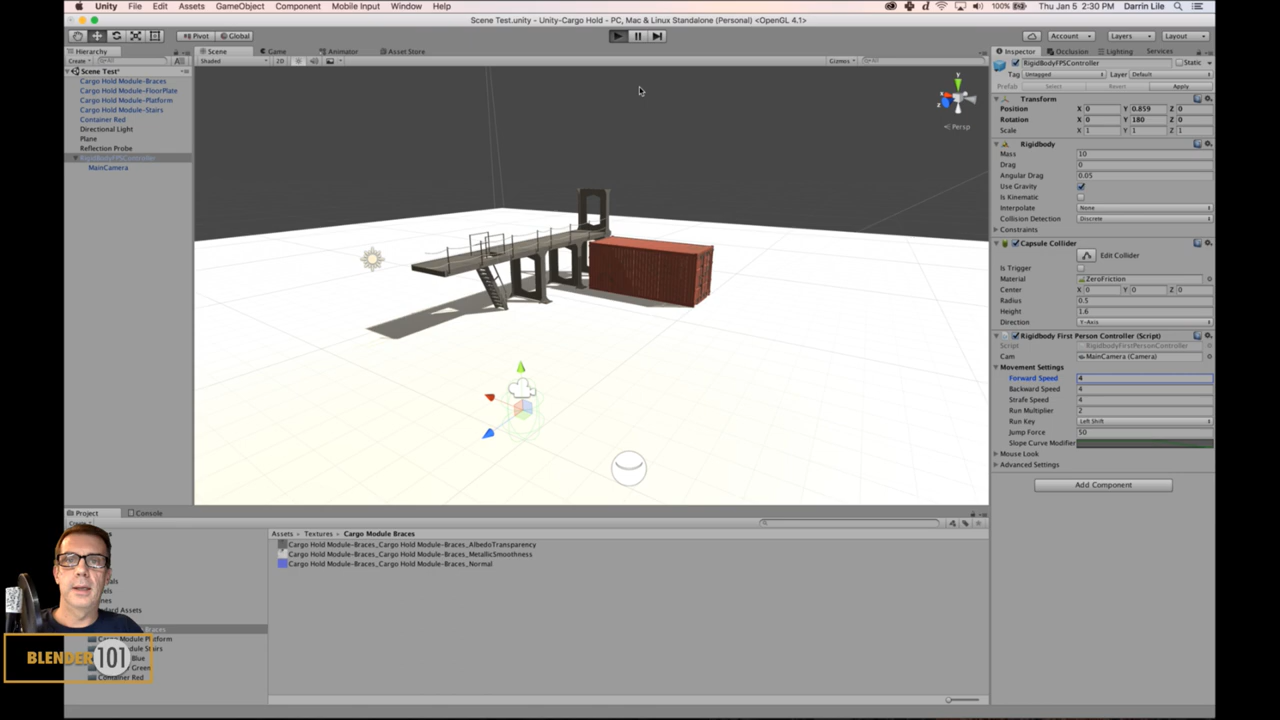 Unity File Edit Assets GameObject Component Mobile Input Window Help 100% Thu Jan 5 2:30 PM Darrin Lile
Scene Test.unity - Unity-Cargo Hold - PC, Mac & Linux Standalone (Personal) <OpenGL 4.1>
Pivot Global Account Layers Layout
Hierarchy Scene Game Animator Asset Store Inspector Occlusion Lighting Services
Create All Shaded 2D Gizmos All RigidBodyFPSController Static
Scene Test* Tag Untagged Layer Default
Cargo Hold Module-Braces Prefab Select Revert Apply
Cargo Hold Module-FloorPlate Transform
Cargo Hold Module-Platform Position X 0 Y 0.859 Z 0
Cargo Hold Module-Stairs Rotation X 0 Y 180 Z 0
Container Red Scale X 1 Y 1 Z 1
Directional Light
Plane
Reflection Probe
RigidBodyFPSController
MainCamera
y
x
z
Persp
Rigidbody
Mass 10
Drag 0
Angular Drag 0.05
Use Gravity
Is Kinematic
Interpolate None
Collision Detection Discrete
Constraints
Capsule Collider
Edit Collider
Is Trigger
Material ZeroFriction
Center X 0 Y 0 Z 0
Radius 0.5
Height 1.6
Direction Y-Axis
Rigidbody First Person Controller (Script)
Script RigidbodyFirstPersonController
Cam MainCamera (Camera)
Movement Settings
Forward Speed 4
Backward Speed 4
Strafe Speed 4
Run Multiplier 2
Run Key Left Shift
Jump Force 50
Slope Curve Modifier
Mouse Look
Advanced Settings
Add Component
Project Console
Assets Textures Cargo Module Braces
Cargo Hold Module-Braces_Cargo Hold Module-Braces_AlbedoTransparency
Cargo Hold Module-Braces_Cargo Hold Module-Braces_MetallicSmoothness
Cargo Hold Module-Braces_Cargo Hold Module-Braces_Normal
Braces
Cargo Module Platform
Stairs
Blue
Green
Container Red
BLENDER 101